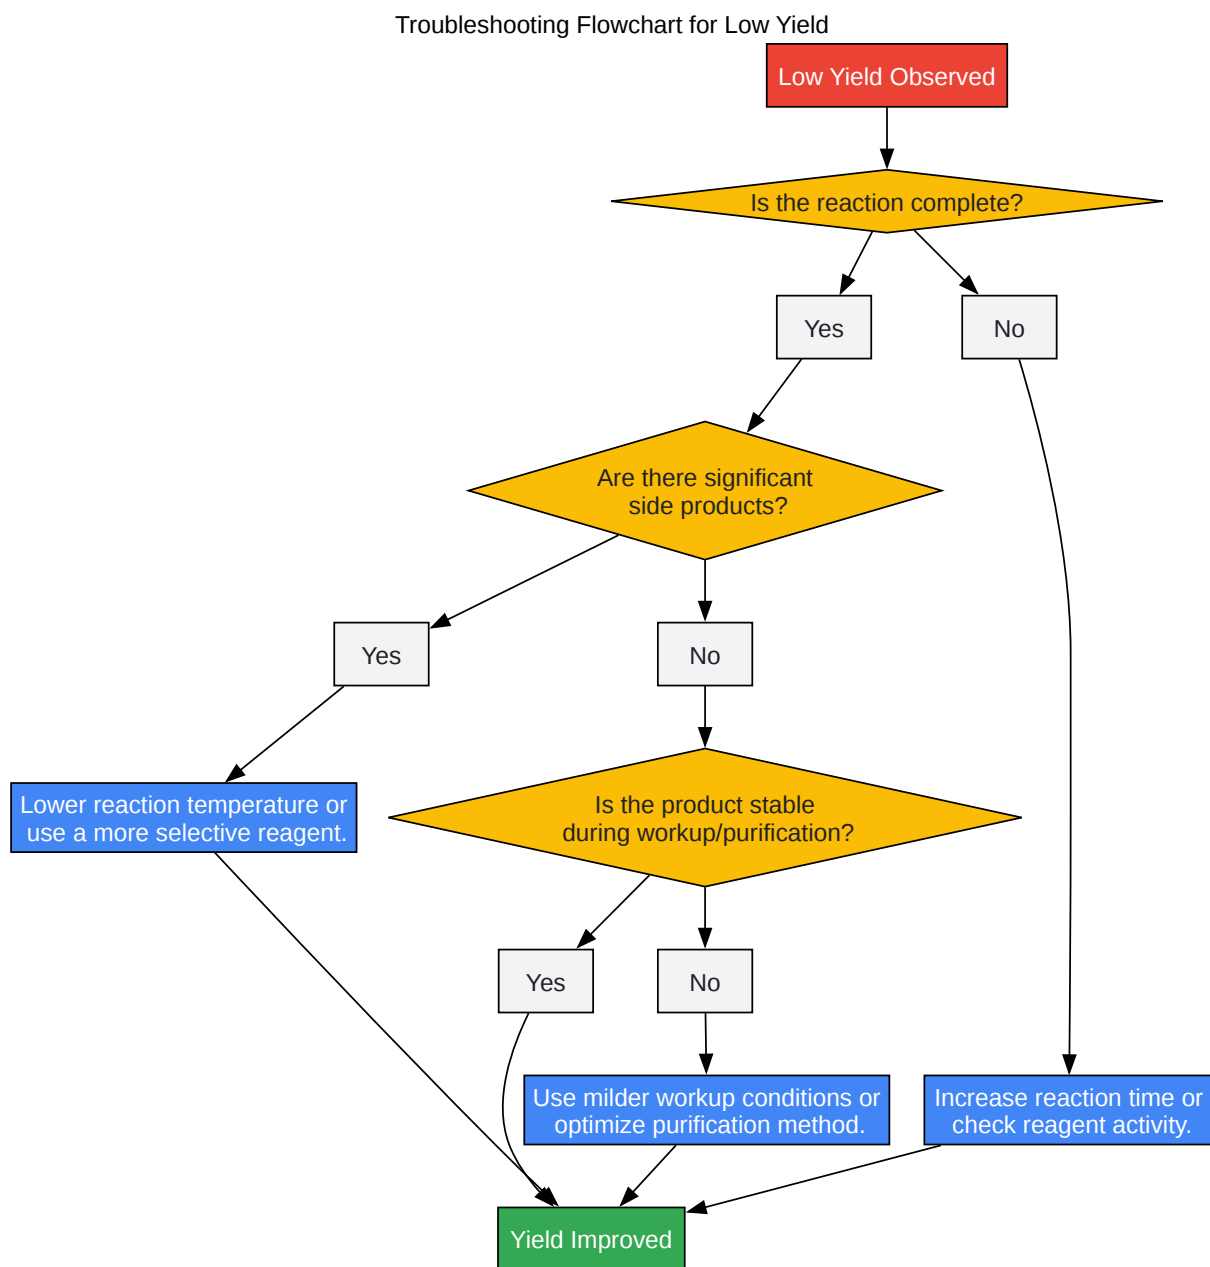 Troubleshooting Flowchart for Low Yield
Low Yield Observed
Is the reaction complete?
Yes
No
Are there significant
side products?
Yes
No
Lower reaction temperature or
use a more selective reagent.
Is the product stable
during workup/purification?
Yes
No
Use milder workup conditions or
optimize purification method.
Increase reaction time or
check reagent activity.
Yield Improved